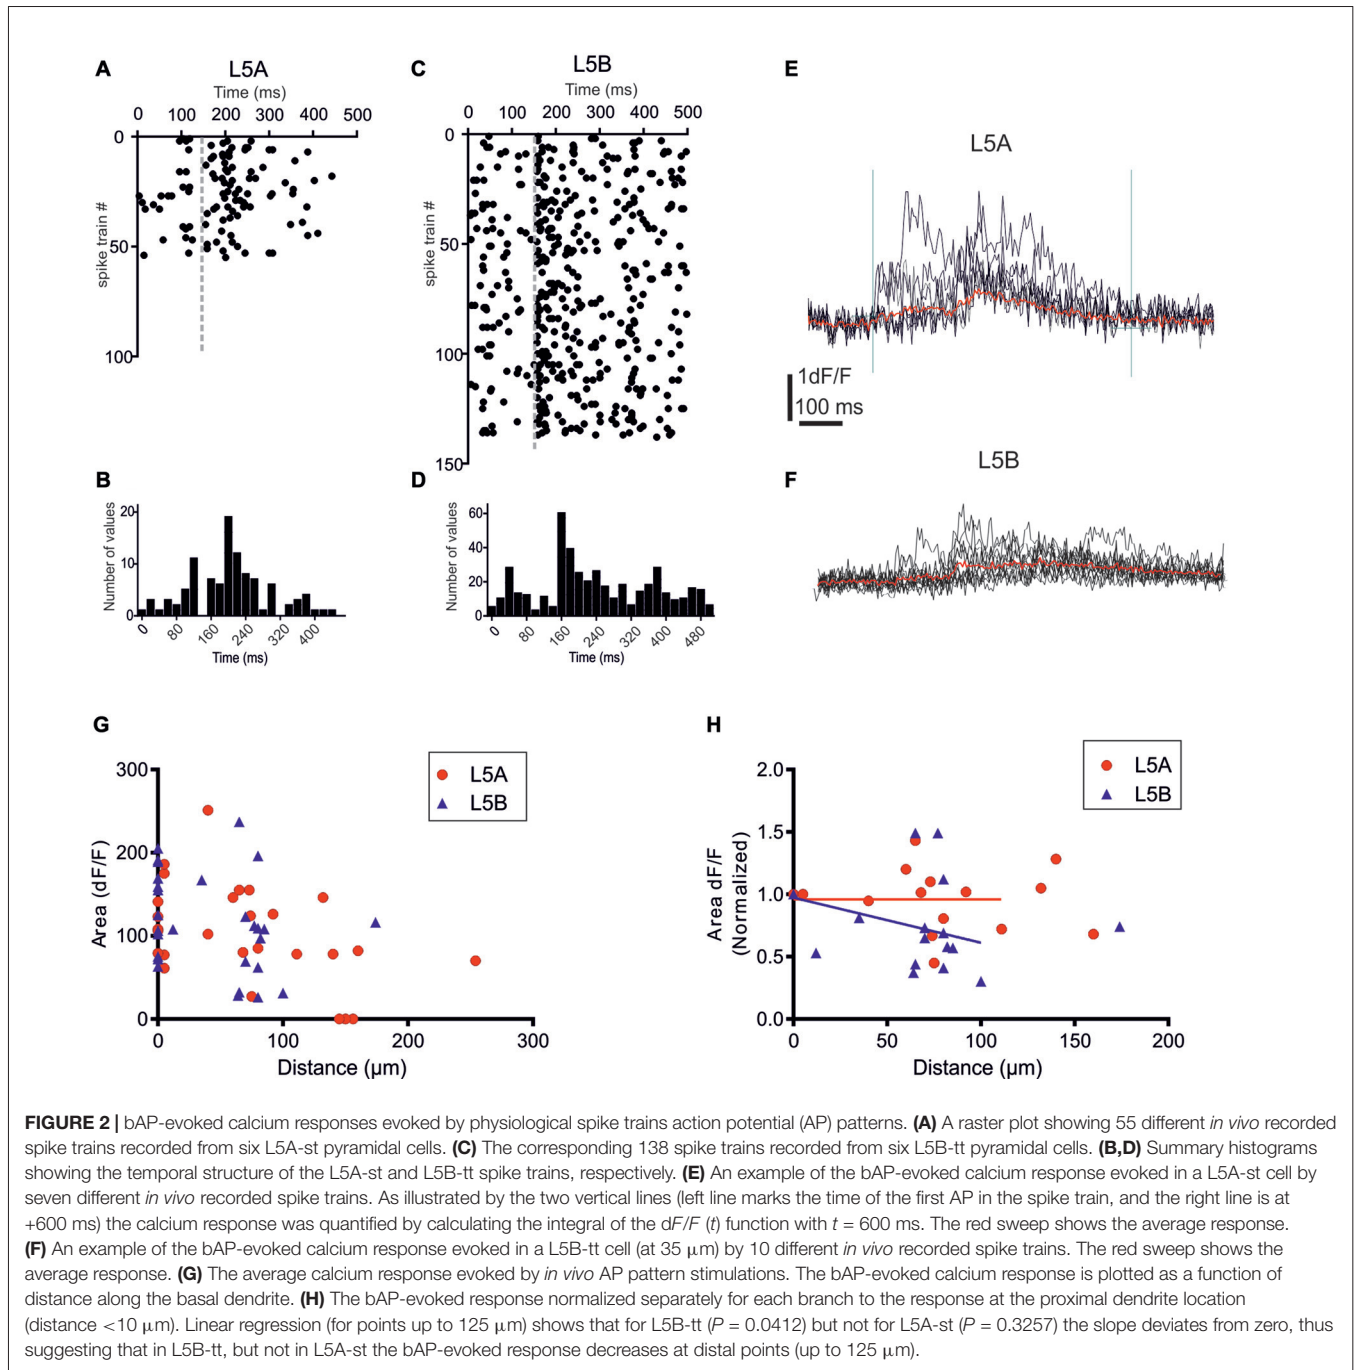 A
L5A
Time (ms)
0 100 200 300 400 500
0
50
100
spike train #
C
L5B
Time (ms)
0 100 200 300 400 500
0
50
100
150
spike train #
E
L5A
1dF/F
100 ms
B
Number of values
20
10
0
0 80 160 240 320 400
Time (ms)
D
Number of values
60
40
20
0
0 80 160 240 320 400 480
Time (ms)
F
L5B
G
L5A
L5B
300
200
100
0
Area (dF/F)
0 100 200 300
Distance (µm)
H
L5A
L5B
2.0
1.5
1.0
0.5
0.0
Area dF/F
(Normalized)
0 50 100 150 200
Distance (µm)
FIGURE 2 | bAP-evoked calcium responses evoked by physiological spike trains action potential (AP) patterns. (A) A raster plot showing 55 different in vivo recorded
spike trains recorded from six L5A-st pyramidal cells. (C) The corresponding 138 spike trains recorded from six L5B-tt pyramidal cells. (B,D) Summary histograms
showing the temporal structure of the L5A-st and L5B-tt spike trains, respectively. (E) An example of the bAP-evoked calcium response evoked in a L5A-st cell by
seven different in vivo recorded spike trains. As illustrated by the two vertical lines (left line marks the time of the first AP in the spike train, and the right line is at
+600 ms) the calcium response was quantified by calculating the integral of the dF/F (t) function with t = 600 ms. The red sweep shows the average response.
(F) An example of the bAP-evoked calcium response evoked in a L5B-tt cell (at 35 µm) by 10 different in vivo recorded spike trains. The red sweep shows the
average response. (G) The average calcium response evoked by in vivo AP pattern stimulations. The bAP-evoked calcium response is plotted as a function of
distance along the basal dendrite. (H) The bAP-evoked response normalized separately for each branch to the response at the proximal dendrite location
(distance <10 µm). Linear regression (for points up to 125 µm) shows that for L5B-tt (P = 0.0412) but not for L5A-st (P = 0.3257) the slope deviates from zero, thus
suggesting that in L5B-tt, but not in L5A-st the bAP-evoked response decreases at distal points (up to 125 µm).